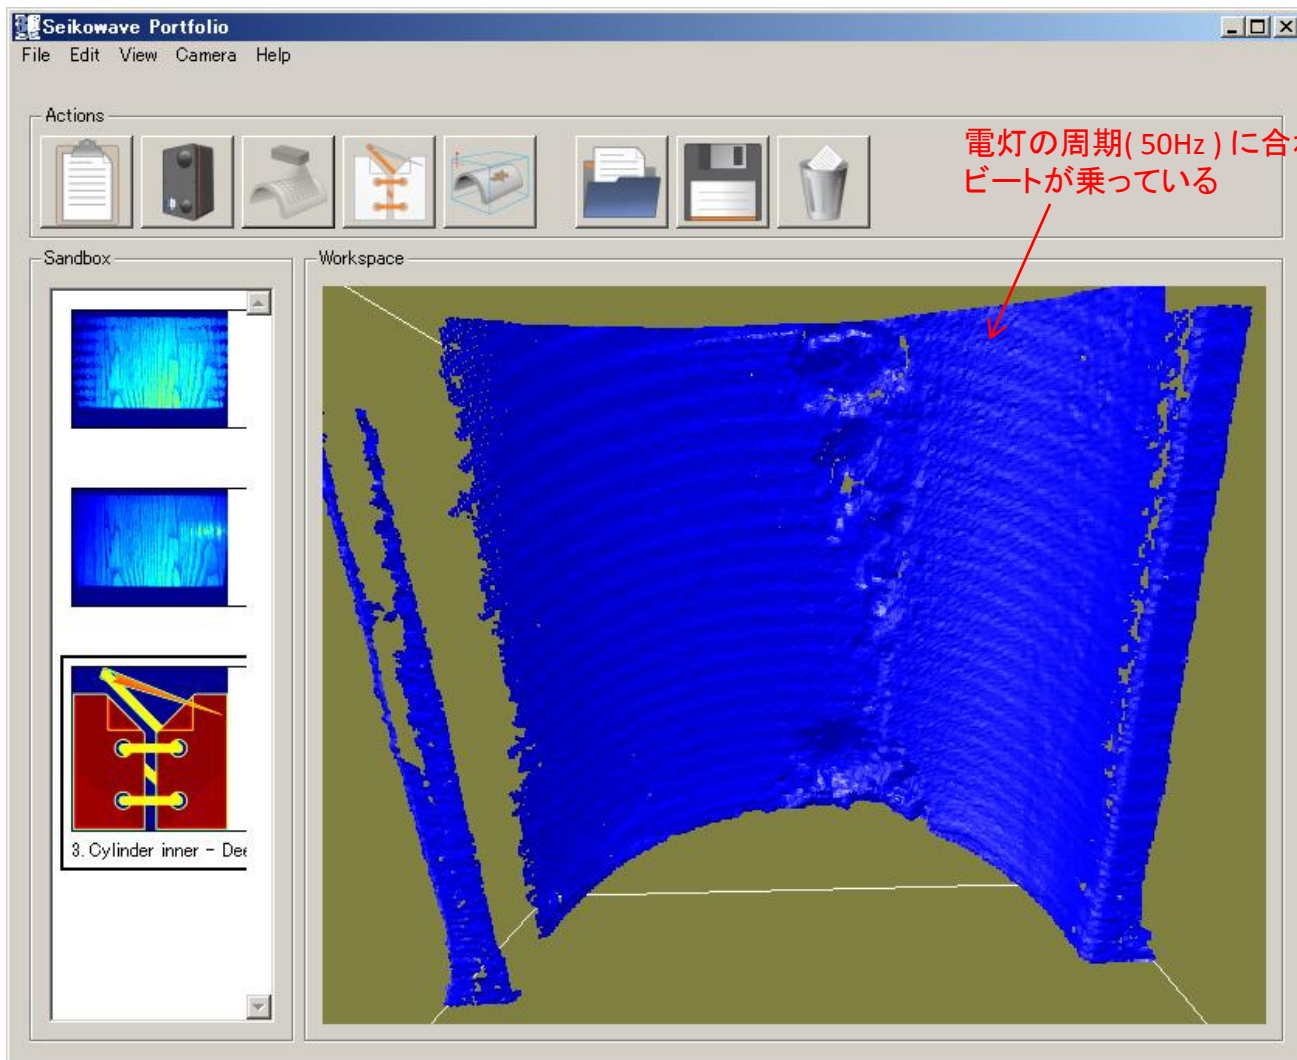 Seikowave Portfolio
File Edit View Camera Help
Actions
電灯の周期( 50Hz ) に合
ビートが乗っている
Sandbox
Workspace
3. Cylinder inner - Dee